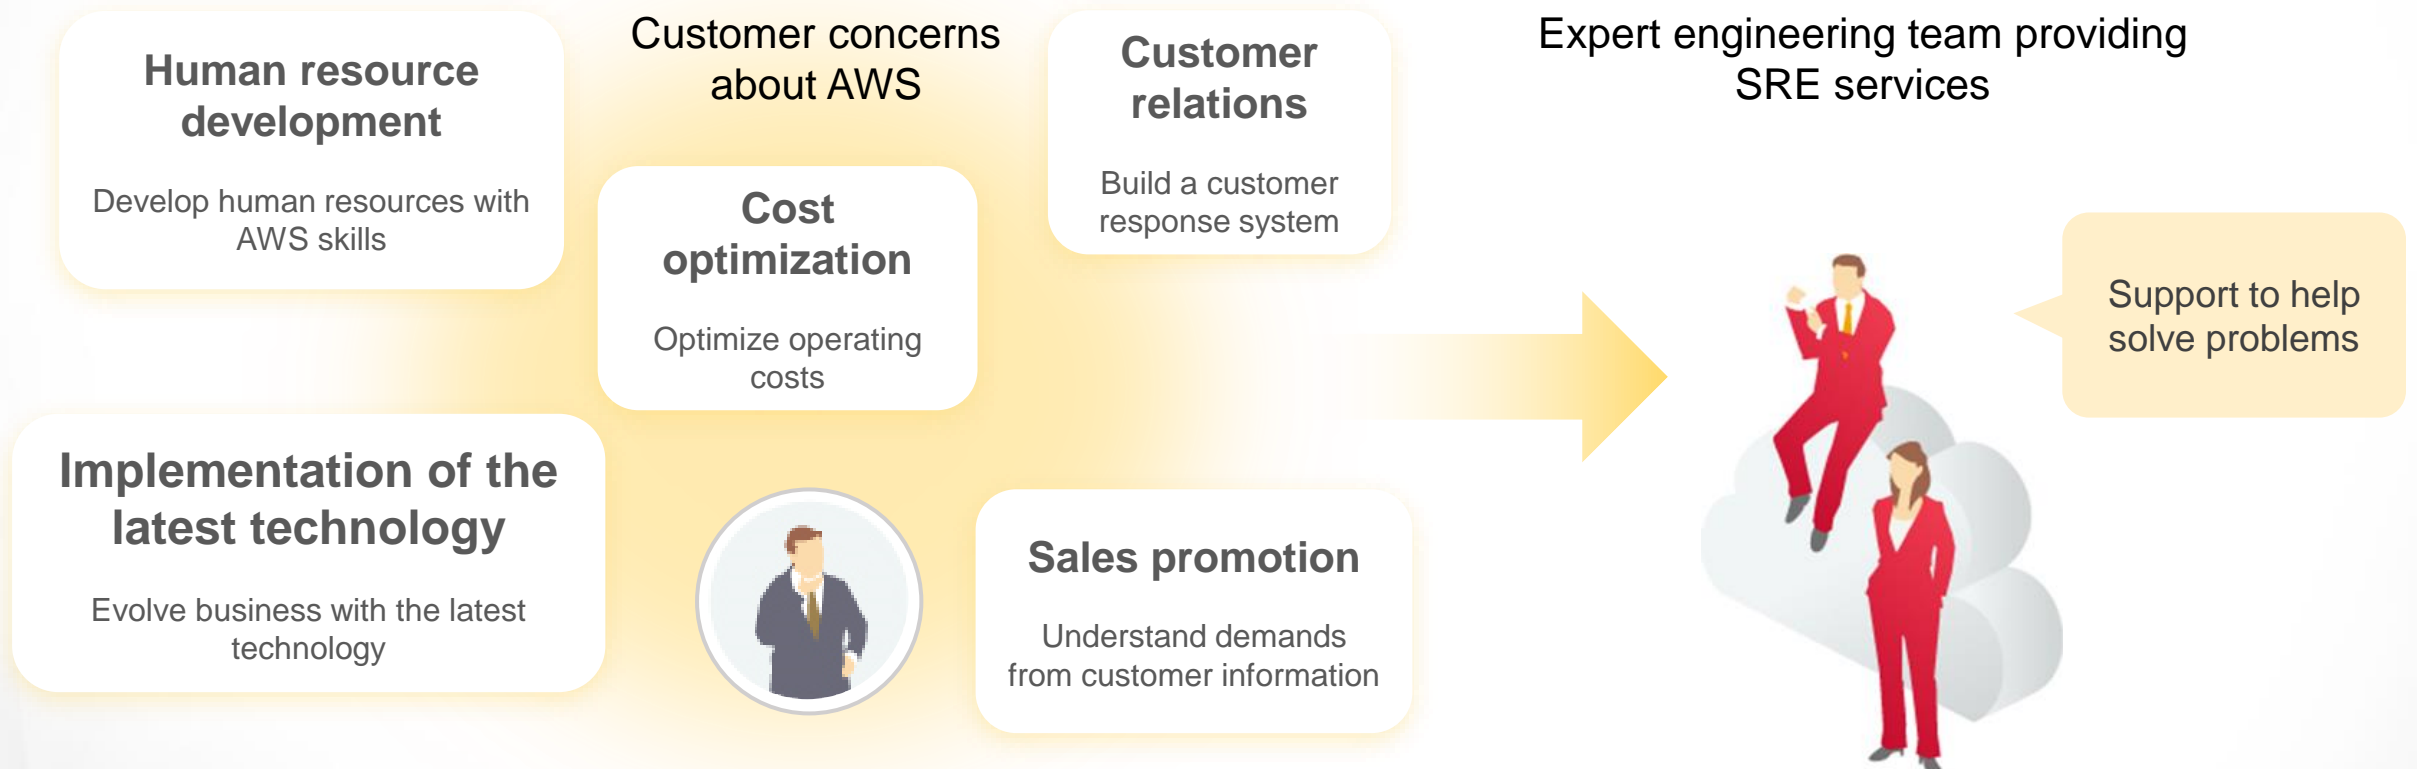 Customer concerns
about AWS
Human resource
development
Develop human resources with
AWS skills
Cost
optimization
Optimize operating
costs
Customer
relations
Build a customer
response system
Implementation of the
latest technology
Evolve business with the latest
technology
Sales promotion
Understand demands
from customer information
Expert engineering team providing
SRE services
Support to help
solve problems